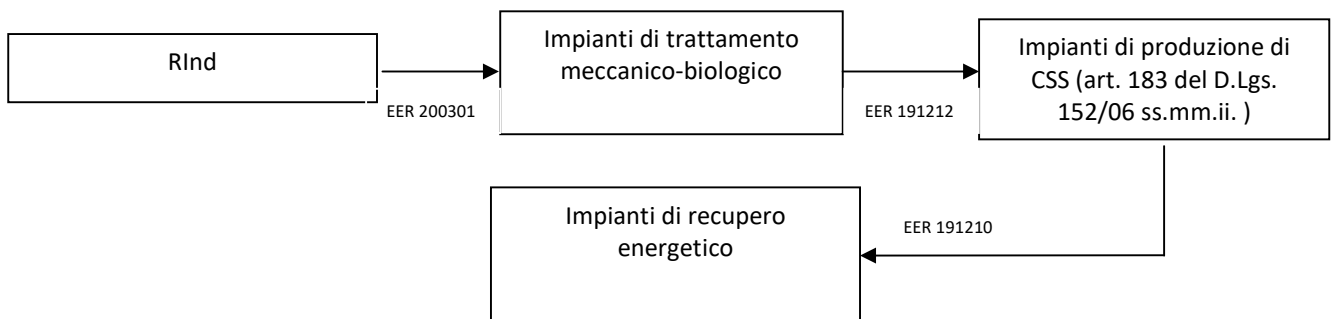 RInd
EER 200301
Impianti di trattamento
meccanico-biologico
EER 191212
Impianti di produzione di
CSS (art. 183 del D.Lgs.
152/06 ss.mm.ii. )
EER 191210
Impianti di recupero
energetico